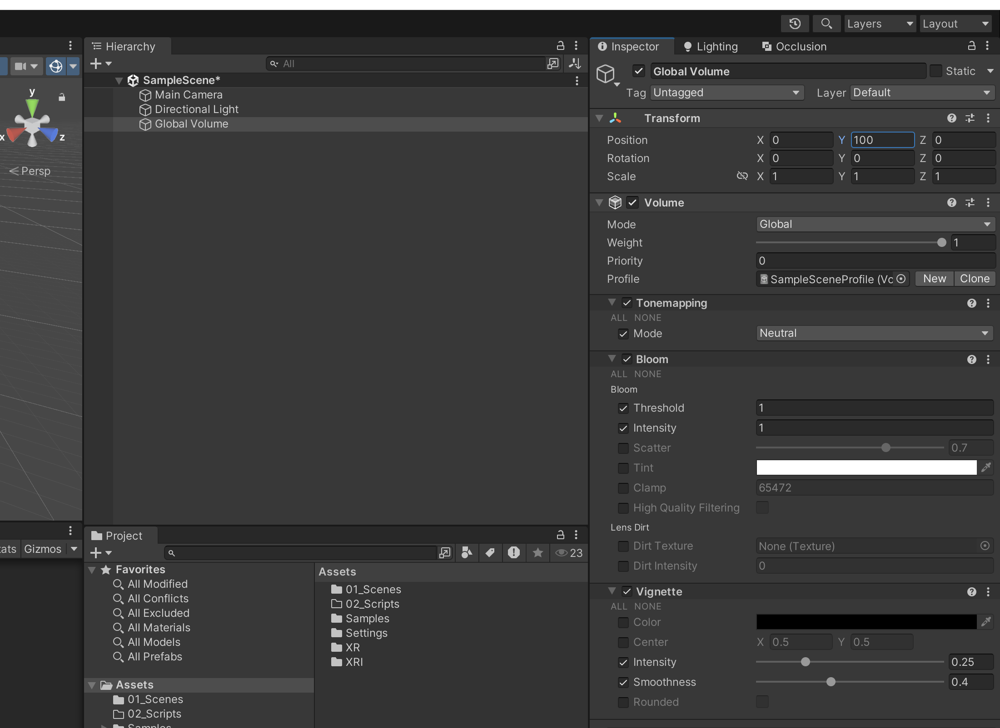 Layers
Layout
y
x
z
Persp
ats
Gizmos
Hierarchy
All
SampleScene*
Main Camera
Directional Light
Global Volume
Project
23
Favorites
All Modified
All Conflicts
All Excluded
All Materials
All Models
All Prefabs
Assets
01_Scenes
02_Scripts
Samples
Assets
01_Scenes
02_Scripts
Samples
Settings
XR
XRI
Inspector
Lighting
Occlusion
Global Volume
Static
Tag Untagged
Layer Default
Transform
Position X 0 Y 100 Z 0
Rotation X 0 Y 0 Z 0
Scale X 1 Y 1 Z 1
Volume
Mode Global
Weight 1
Priority 0
Profile SampleSceneProfile (Vo New Clone
Tonemapping
ALL NONE
Mode Neutral
Bloom
ALL NONE
Bloom
Threshold 1
Intensity 1
Scatter 0.7
Tint
Clamp 65472
High Quality Filtering
Lens Dirt
Dirt Texture None (Texture)
Dirt Intensity 0
Vignette
ALL NONE
Color
Center X 0.5 Y 0.5
Intensity 0.25
Smoothness 0.4
Rounded